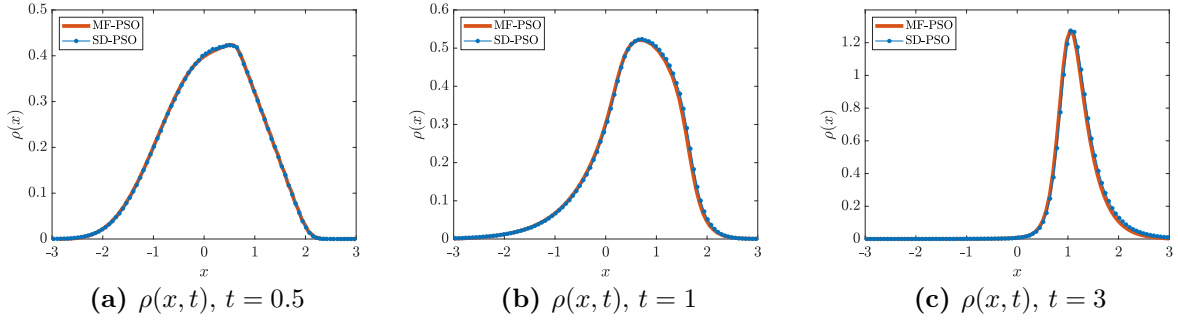 0.5
0.4
0.3
0.2
0.1
0
ρ(x)
MF-PSO
SD-PSO
-3 -2 -1 0 1 2 3
x
(a) ρ(x, t), t = 0.5
0.6
0.5
0.4
0.3
0.2
0.1
0
ρ(x)
MF-PSO
SD-PSO
-3 -2 -1 0 1 2 3
x
(b) ρ(x, t), t = 1
1.2
1
0.8
0.6
0.4
0.2
0
ρ(x)
MF-PSO
SD-PSO
-3 -2 -1 0 1 2 3
x
(c) ρ(x, t), t = 3